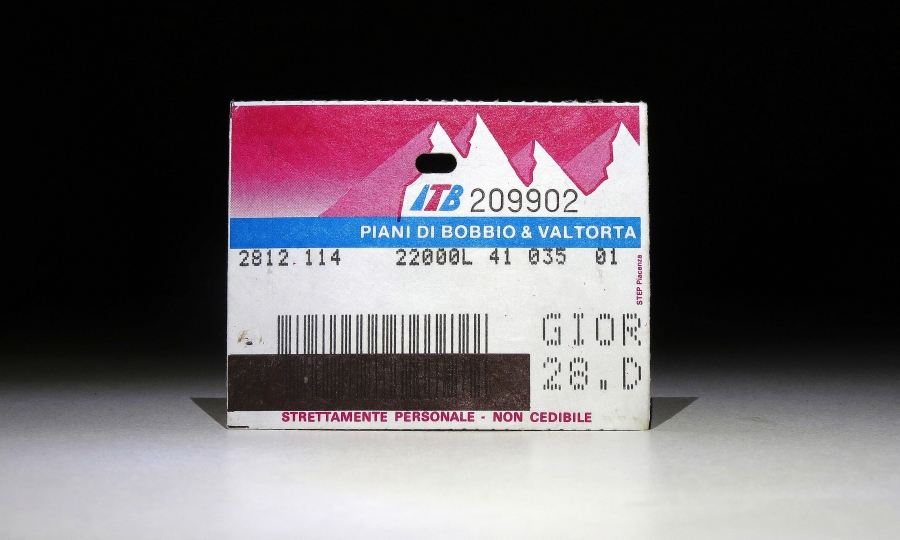 ITB 209902
PIANI DI BOBBIO & VALTORTA
2812.114 22000L 41 035 01
STEP Piacenza
GIOR
28.D
STRETTAMENTE PERSONALE - NON CEDIBILE